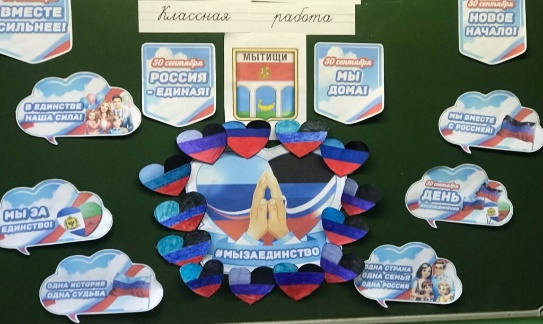 Классная работа
ВМЕСТЕ
СИЛЬНЕЕ!
30 сентября
РОССИЯ
- ЕДИНАЯ!
МЫТИЩИ
30 сентября
МЫ
ДОМА!
30 сентября
НОВОЕ
НАЧАЛО!
В ЕДИНСТВЕ
НАША СИЛА!
МЫ ВМЕСТЕ
С РОССИЕЙ!
МЫ ЗА
ЕДИНСТВО!
30 сентября
ДЕНЬ
#МЫЗАЕДИНСТВО
ОДНА ИСТОРИЯ
ОДНА СУДЬБА
ОДНА СТРАНА
ОДНА СЕМЬЯ
ОДНА РОССИЯ